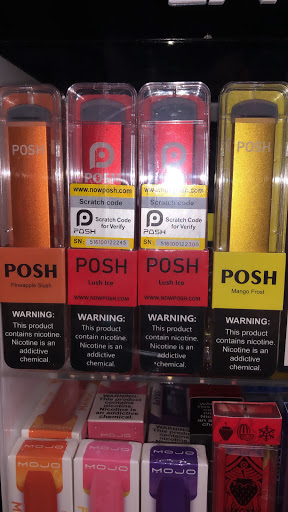 POSH
POSH
POSH
POSH
www.nowposh.com
Scratch code
Scratch Code
for Verify
POSH
SN: 516100122245
www.nowposh.com
Scratch code
Scratch Code
for Verify
POSH
POSH
Pineapple Slush
POSH
Lush Ice
WWW.NOWPOSH.COM
POSH
Lush Ice
WWW.NOWPOSH.COM
POSH
Mango Frost
WARNING:
This product
contains nicotine.
Nicotine is an
addictive
chemical.
WARNING:
This product
contains nicotine.
Nicotine is an
addictive
chemical.
WARNING:
This product
contains nicotine.
Nicotine is an
addictive
chemical.
WARNING:
This product
contains nicotine.
Nicotine is an
addictive
chemical.
MOJO
MOJO
MOJO